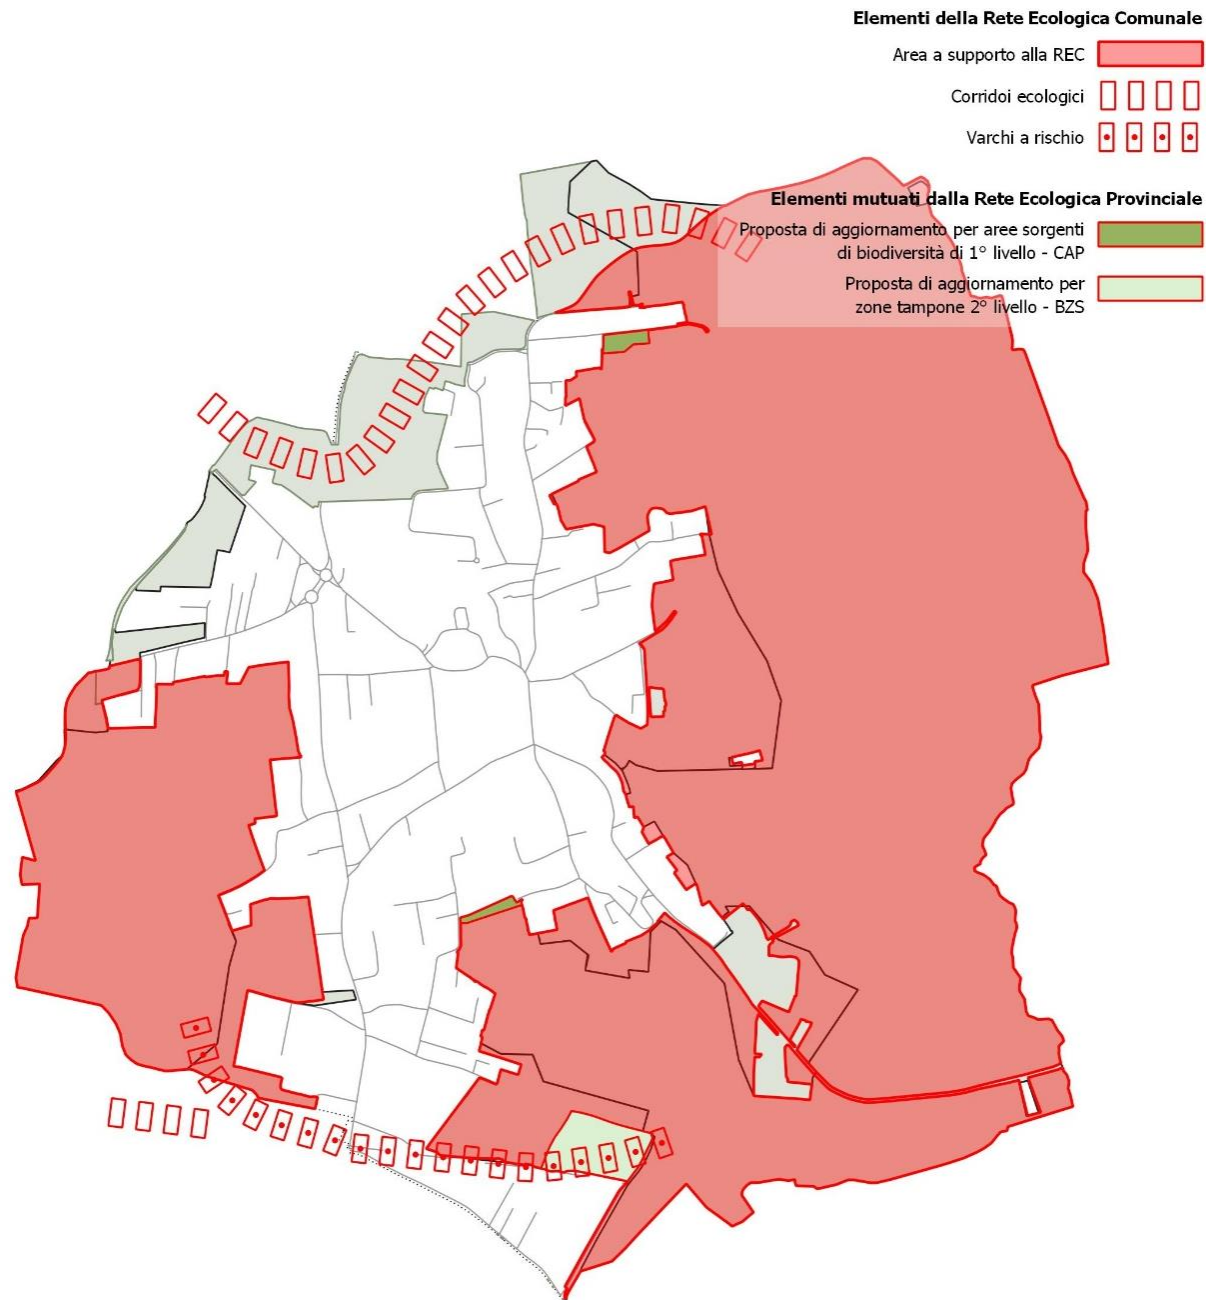 Elementi della Rete Ecologica Comunale
Area a supporto alla REC
Corridoi ecologici
Varchi a rischio
Elementi mutuati dalla Rete Ecologica Provinciale
Proposta di aggiornamento per aree sorgenti
di biodiversità di 1° livello - CAP
Proposta di aggiornamento per
zone tampone 2° livello - BZS